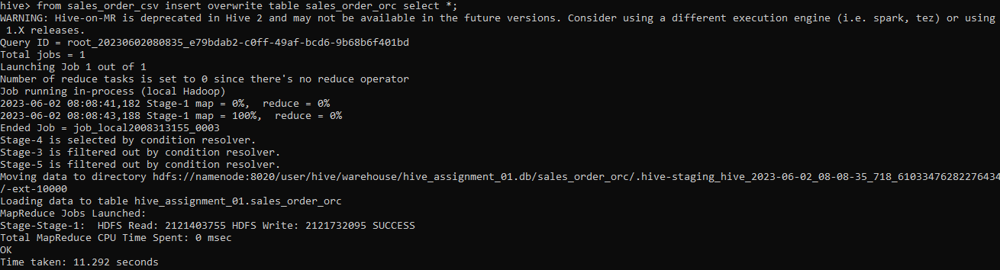 hive> from sales_order_csv insert overwrite table sales_order_orc select *;
WARNING: Hive-on-MR is deprecated in Hive 2 and may not be available in the future versions. Consider using a different execution engine (i.e. spark, tez) or using
 1.X releases.
Query ID = root_20230602080835_e79bdab2-c0ff-49af-bcd6-9b68b6f401bd
Total jobs = 1
Launching Job 1 out of 1
Number of reduce tasks is set to 0 since there's no reduce operator
Job running in-process (local Hadoop)
2023-06-02 08:08:41,182 Stage-1 map = 0%,  reduce = 0%
2023-06-02 08:08:43,188 Stage-1 map = 100%,  reduce = 0%
Ended Job = job_local2008313155_0003
Stage-4 is selected by condition resolver.
Stage-3 is filtered out by condition resolver.
Stage-5 is filtered out by condition resolver.
Moving data to directory hdfs://namenode:8020/user/hive/warehouse/hive_assignment_01.db/sales_order_orc/.hive-staging_hive_2023-06-02_08-08-35_718_61033476282276434
/-ext-10000
Loading data to table hive_assignment_01.sales_order_orc
MapReduce Jobs Launched:
Stage-Stage-1:  HDFS Read: 2121403755 HDFS Write: 2121732095 SUCCESS
Total MapReduce CPU Time Spent: 0 msec
OK
Time taken: 11.292 seconds